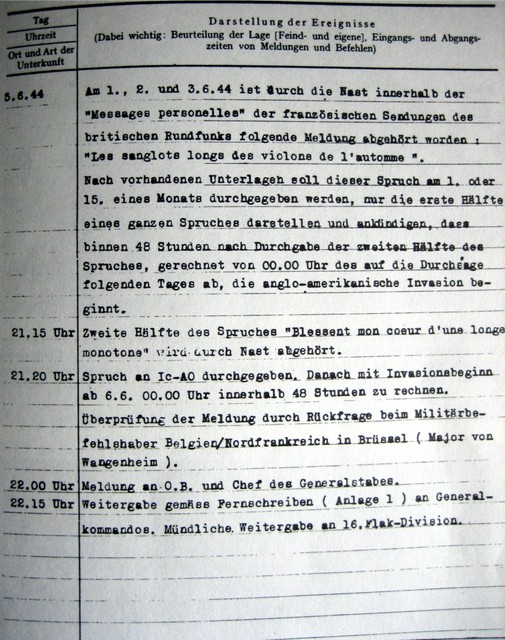 Tag
Uhrzeit
Ort und Art der
Unterkunft
Darstellung der Ereignisse
(Dabei wichtig: Beurteilung der Lage [Feind- und eigene], Eingangs- und Abgangs-
zeiten von Meldungen und Befehlen)
5.6.44
Am 1., 2. und 3.6.44 ist durch die Nast innerhalb der
"Messages personelles" der französischen Sendungen des
britischen Rundfunks folgende Meldung abgehört worden :
"Les sanglots longs des violons de l'automme ".
Nach vorhandenen Unterlagen soll dieser Spruch am 1. oder
15. eines Monats durchgegeben werden, nur die erste Hälfte
eines ganzen Spruches darstellen und ankündigen, dass
binnen 48 Stunden nach Durchgabe der zweiten Hälfte des
Spruches, gerechnet von 00.00 Uhr des auf die Durchsage
folgenden Tages ab, die anglo-amerikanische Invasion be-
ginnt.
21.15 Uhr Zweite Hälfte des Spruches "Blessent mon coeur d'une longe
monotone" wird durch Nast abgehört.
21.20 Uhr Spruch an Ic-AO durchgegeben. Danach mit Invasionsbeginn
ab 6.6. 00.00 Uhr innerhalb 48 Stunden zu rechnen.
Überprüfung der Meldung durch Rückfrage beim Militärbe-
fehlshaber Belgien/Nordfrankreich in Brüssel ( Major von
Wangenheim ).
22.00 Uhr Meldung an O.B. und Chef des Generalstabes.
22.15 Uhr Weitergabe gemäss Fernschreiben ( Anlage 1 ) an General-
kommandos. Mündliche Weitergabe an 16.Flak-Division.